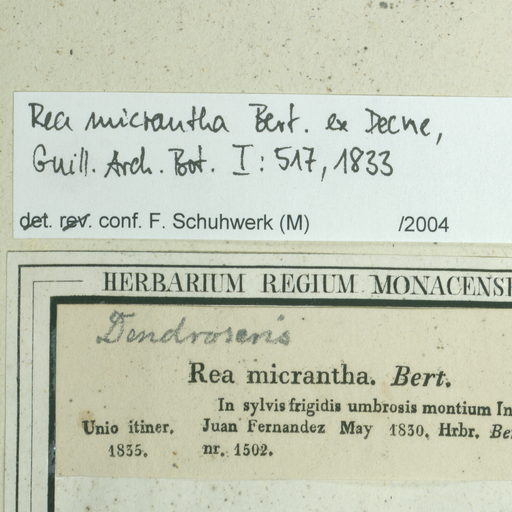 Rea micrantha Bert. ex Decne,
Guill. Arch. Bot. I : 517, 1833
det. rev. conf. F. Schuhwerk (M) /2004
HERBARIUM REGIUM MONACENS
Dendroseris
Rea micrantha. Bert.
In sylvis frigidis umbrosis montium In
Unio itiner. Juan Fernandez May 1830, Hrbr. Be
1835. nr. 1502.